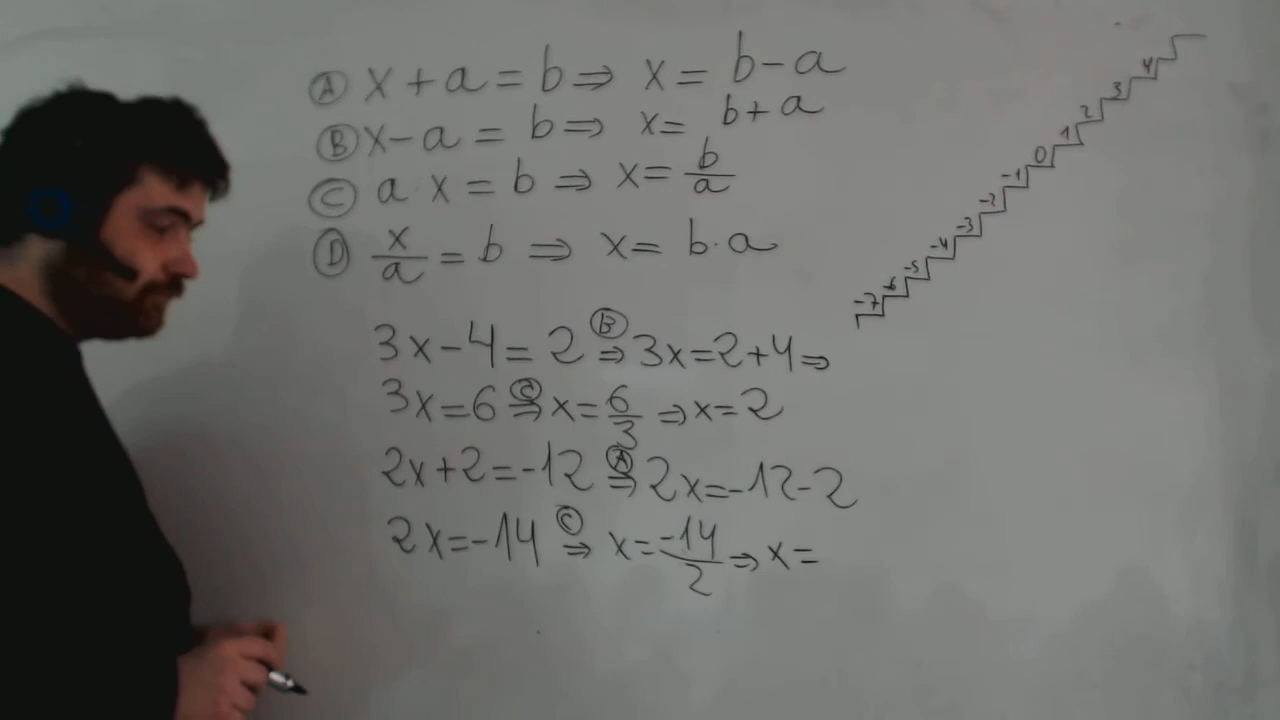 Ⓐ x + a = b ⇒ x = b - a
Ⓑ x - a = b ⇒ x = b + a
Ⓒ a x = b ⇒ x = b/a
Ⓓ x/a = b ⇒ x = b·a
3x - 4 = 2 Ⓑ⇒ 3x = 2 + 4 ⇒
3x = 6 Ⓒ⇒ x = 6/3 ⇒ x = 2
2x + 2 = -12 Ⓐ⇒ 2x = -12 - 2
2x = -14 Ⓒ⇒ x = -14/2 ⇒ x =
-7 -6 -5 -4 -3 -2 -1 0 1 2 3 4